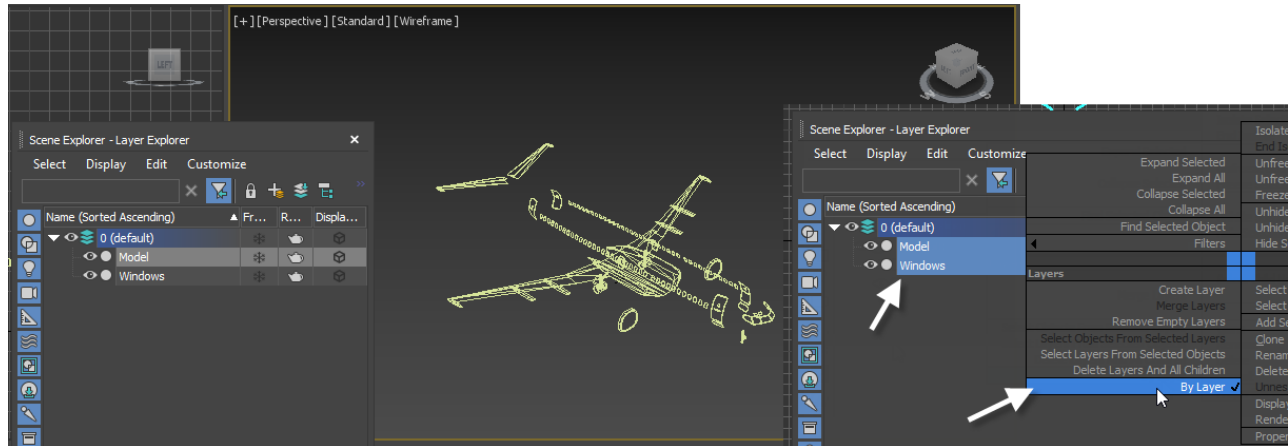 [+] [Perspective ] [Standard ] [Wireframe ]
LEFT
Scene Explorer - Layer Explorer
Select Display Edit Customize
Name (Sorted Ascending) Fr... R... Displa...
0 (default)
Model
Windows
Scene Explorer - Layer Explorer
Select Display Edit Customize
Name (Sorted Ascending)
0 (default)
Model
Windows
Expand Selected
Expand All
Collapse Selected
Collapse All
Find Selected Object
Filters
Layers
Create Layer
Merge Layers
Remove Empty Layers
Select Objects From Selected Layers
Select Layers From Selected Objects
Delete Layers And All Children
By Layer
Isolate
End Is
Unfree
Unfree
Freeze
Unhide
Unhide
Hide S
Select
Select
Add Se
Clone
Renam
Delete
Unnes
Display
Rende
Proper